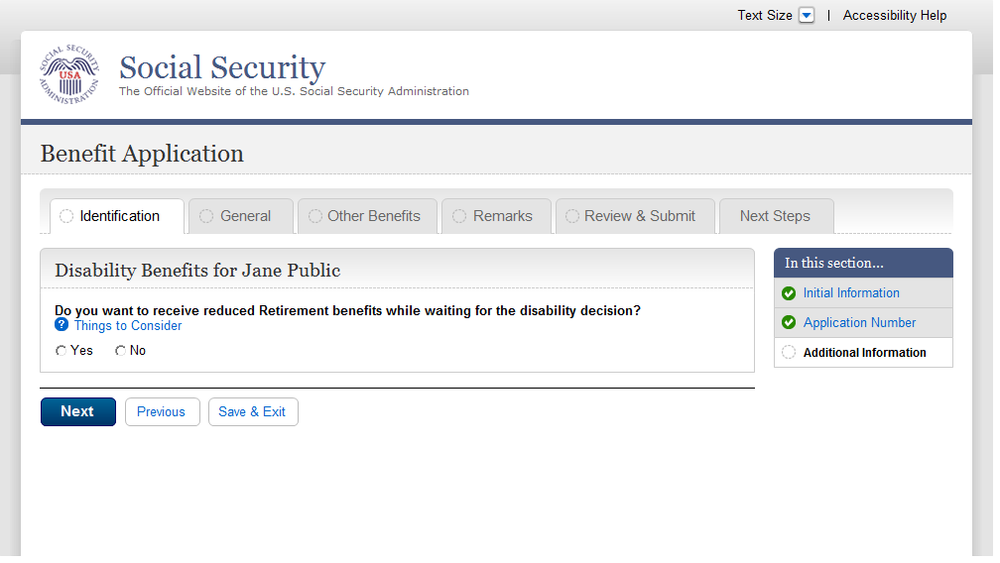 Text Size | Accessibility Help
SOCIAL SECURITY ADMINISTRATION
USA
Social Security
The Official Website of the U.S. Social Security Administration
Benefit Application
Identification
General
Other Benefits
Remarks
Review & Submit
Next Steps
Disability Benefits for Jane Public
Do you want to receive reduced Retirement benefits while waiting for the disability decision?
? Things to Consider
Yes No
Next
Previous
Save & Exit
In this section...
Initial Information
Application Number
Additional Information